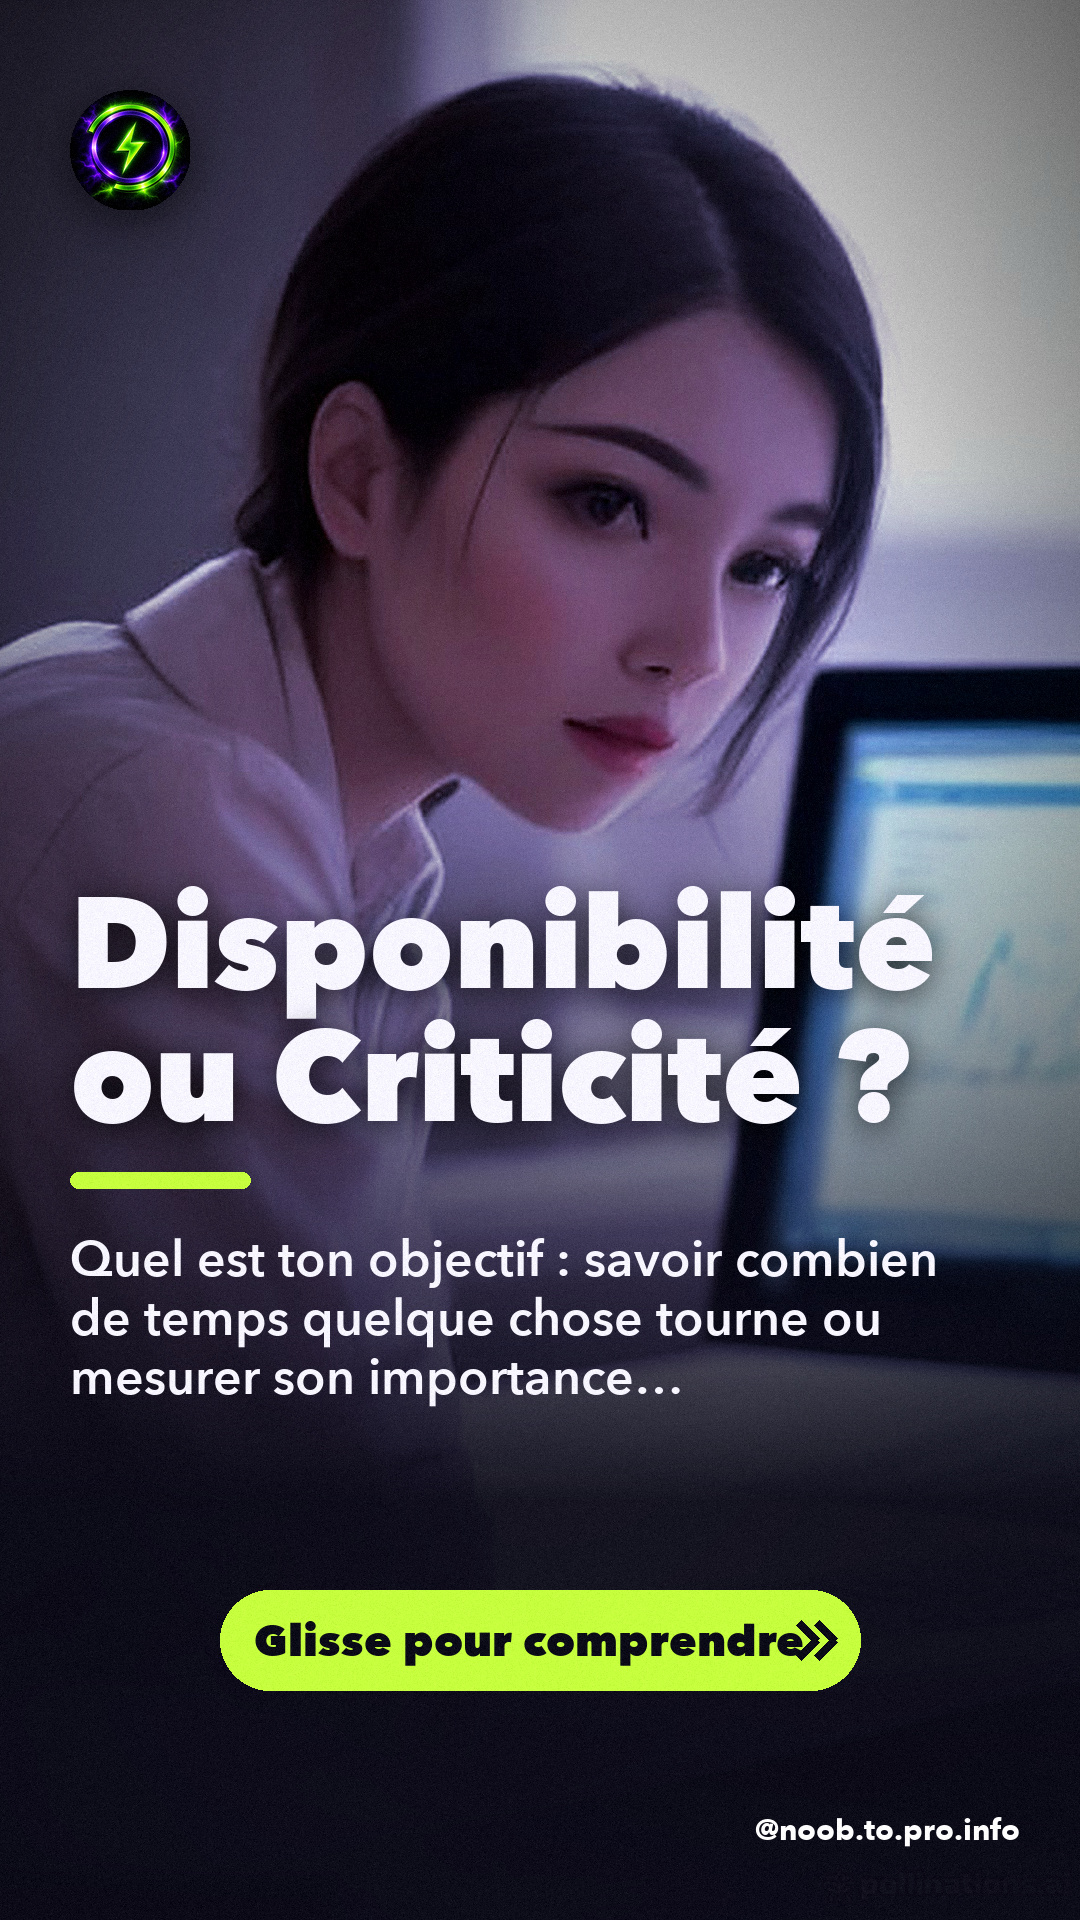 Disponibilité
ou Criticité ?
Quel est ton objectif : savoir combien
de temps quelque chose tourne ou
mesurer son importance…
Glisse pour comprendre
@noob.to.pro.info